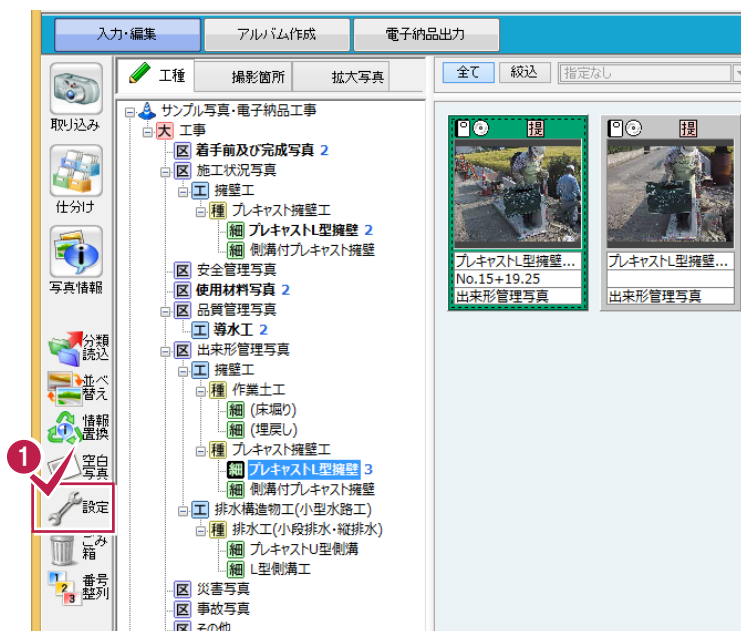 入力・編集
アルバム作成
電子納品出力
工種
撮影箇所
拡大写真
全て
絞込
指定なし
取り込み
仕分け
写真情報
分類
読込
並べ
替え
情報
置換
1
空白
写真
設定
ごみ
箱
番号
整列
1
2
3
サンプル写真・電子納品工事
大 工事
区 着手前及び完成写真 2
区 施工状況写真
工 擁壁工
種 プレキャスト擁壁工
細 プレキャストL型擁壁 2
細 側溝付プレキャスト擁壁
区 安全管理写真
区 使用材料写真 2
区 品質管理写真
工 導水工 2
区 出来形管理写真
工 擁壁工
種 作業土工
細 (床堀り)
細 (埋戻し)
種 プレキャスト擁壁工
細 プレキャストL型擁壁 3
細 側溝付プレキャスト擁壁
工 排水構造物工(小型水路工)
種 排水工(小段排水・縦排水)
細 プレキャストU型側溝
細 L型側溝工
区 災害写真
区 事故写真
区 その他
提
プレキャストL型擁壁...
No.15+19.25
出来形管理写真
提
プレキャストL型擁壁...
出来形管理写真